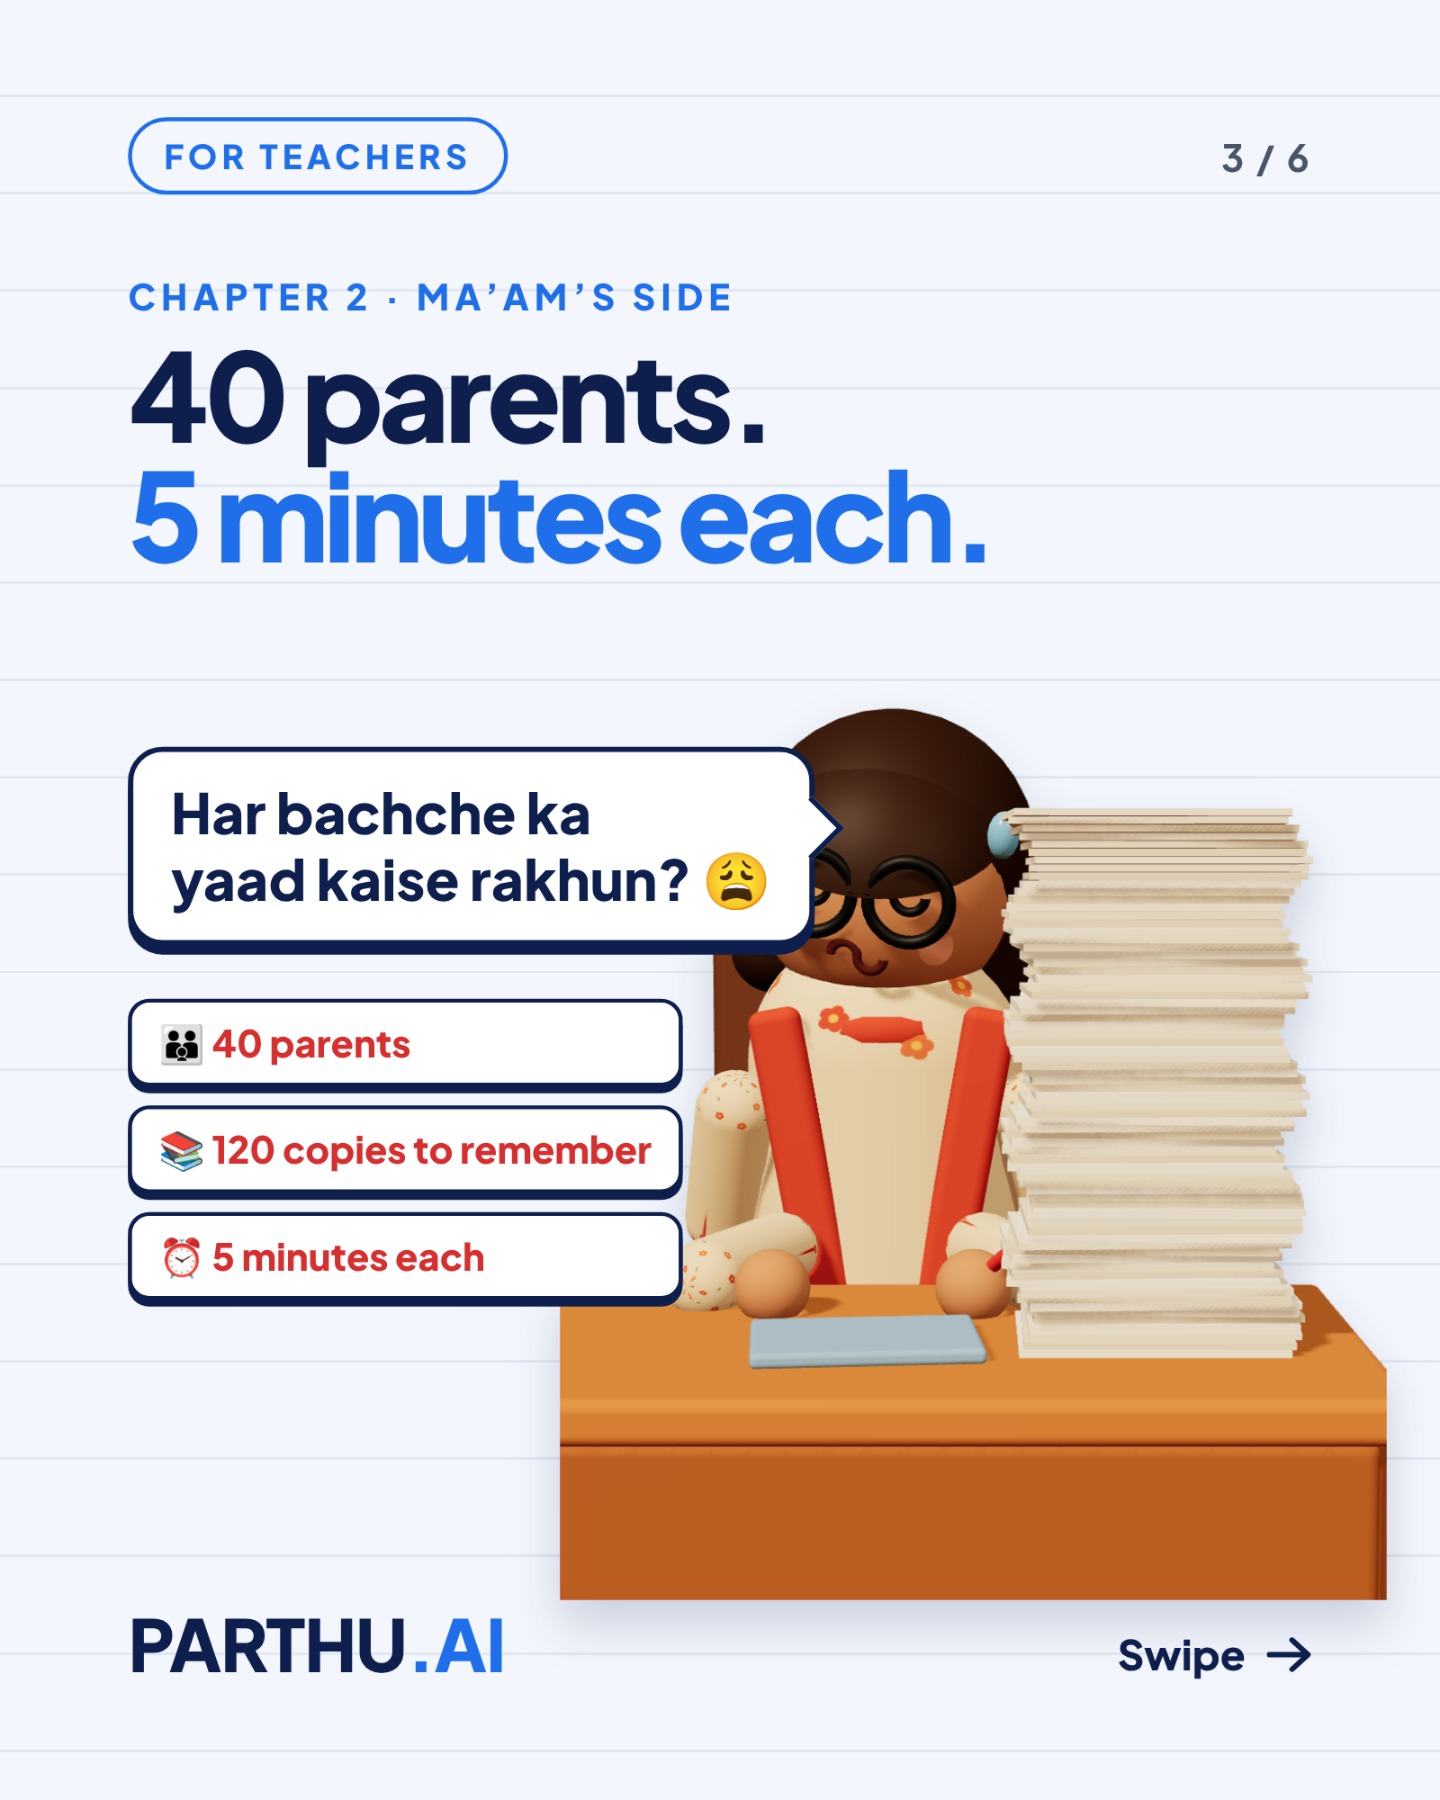 FOR TEACHERS
3 / 6
CHAPTER 2 · MA’AM’S SIDE
40 parents.
5 minutes each.
Har bachche ka
yaad kaise rakhun? 😩
👪 40 parents
📚 120 copies to remember
⏰ 5 minutes each
PARTHU.AI
Swipe →